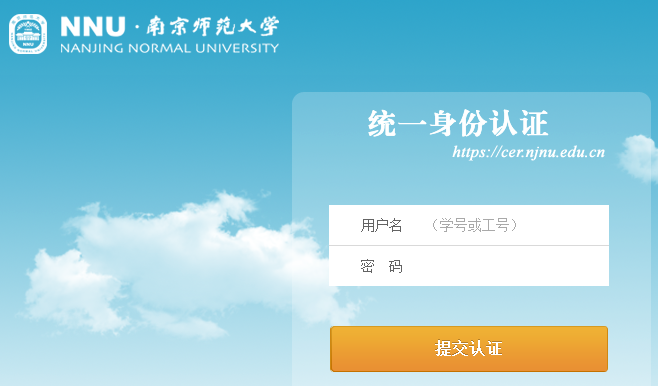 NNU·南京师范大学
NANJING NORMAL UNIVERSITY
统一身份认证
https://cer.njnu.edu.cn
用户名 （学号或工号）
密 码
提交认证